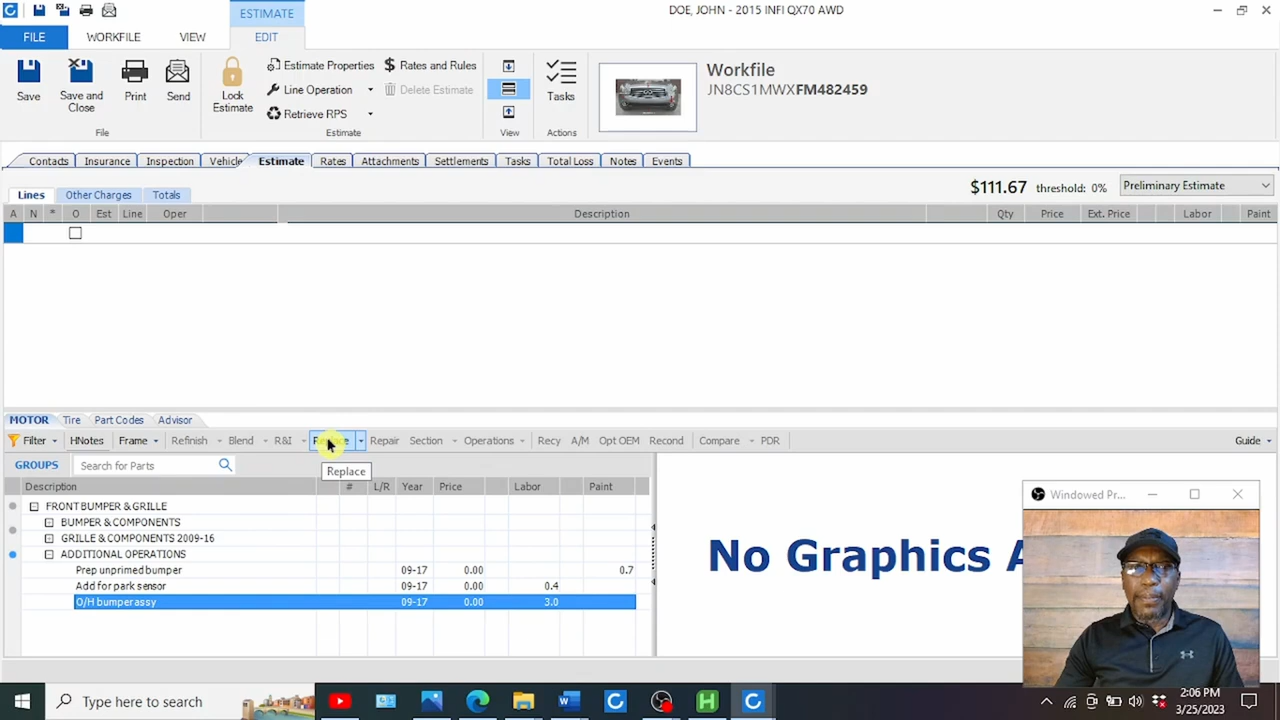 ESTIMATE
DOE, JOHN - 2015 INFI QX70 AWD
FILE WORKFILE VIEW EDIT
Save
Save and Close
Print
Send
Lock Estimate
Estimate Properties
Line Operation
Retrieve RPS
Rates and Rules
Delete Estimate
Tasks
File Estimate View Actions
Workfile
JN8CS1MWXFM482459
Contacts Insurance Inspection Vehicle Estimate Rates Attachments Settlements Tasks Total Loss Notes Events
Lines Other Charges Totals
$111.67 threshold: 0% Preliminary Estimate
A N * O Est Line Oper Description Qty Price Ext. Price Labor Paint
MOTOR Tire Part Codes Advisor
Filter HNotes Frame Refinish Blend R&I Replace Repair Section Operations Recy A/M Opt OEM Recond Compare PDR Guide
GROUPS Search for Parts
Replace
Description # L/R Year Price Labor Paint
FRONT BUMPER & GRILLE
BUMPER & COMPONENTS
GRILLE & COMPONENTS 2009-16
ADDITIONAL OPERATIONS
Prep unprimed bumper 09-17 0.00 0.7
Add for park sensor 09-17 0.00 0.4
O/H bumper assy 09-17 0.00 3.0
No Graphics A
Windowed Pr...
Type here to search
2:06 PM
3/25/2023